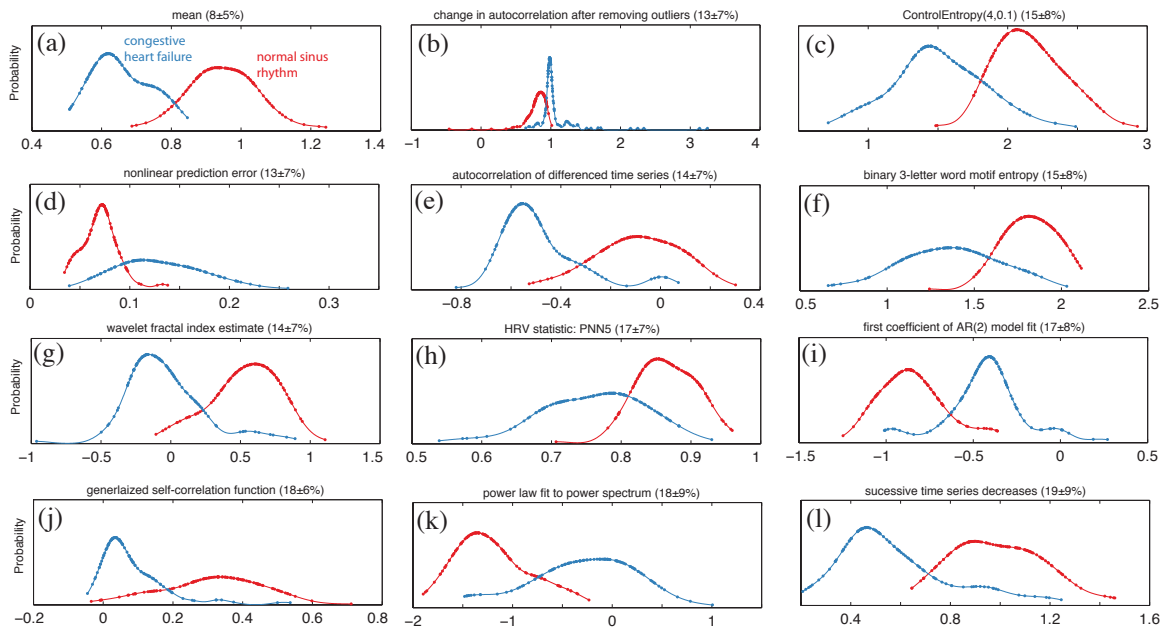 mean (8±5%)
(a)
congestive
heart failure
normal sinus
rhythm
Probability
0.4 0.6 0.8 1 1.2 1.4
change in autocorrelation after removing outliers (13±7%)
(b)
−1 0 1 2 3 4
ControlEntropy(4,0.1) (15±8%)
(c)
1 2 3
nonlinear prediction error (13±7%)
(d)
Probability
0 0.1 0.2 0.3
autocorrelation of differenced time series (14±7%)
(e)
−0.8 −0.4 0 0.4
binary 3-letter word motif entropy (15±8%)
(f)
0.5 1 1.5 2 2.5
wavelet fractal index estimate (14±7%)
(g)
Probability
−1 −0.5 0 0.5 1 1.5
HRV statistic: PNN5 (17±7%)
(h)
0.5 0.6 0.7 0.8 0.9 1
first coefficient of AR(2) model fit (17±8%)
(i)
−1.5 −1 −0.5 0 0.5
generlaized self-correlation function (18±6%)
(j)
Probability
−0.2 0 0.2 0.4 0.6 0.8
power law fit to power spectrum (18±9%)
(k)
−2 −1 0 1
sucessive time series decreases (19±9%)
(l)
0.4 0.8 1.2 1.6